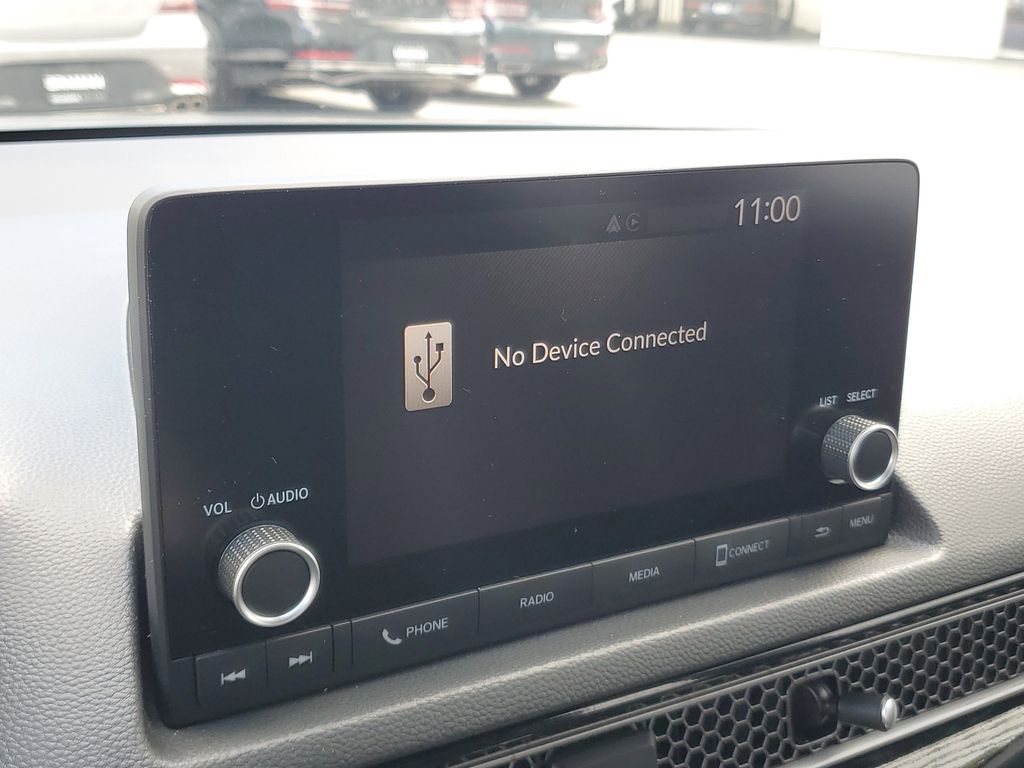 11:00
No Device Connected
LIST SELECT
VOL AUDIO
PHONE
RADIO
MEDIA
CONNECT
MENU